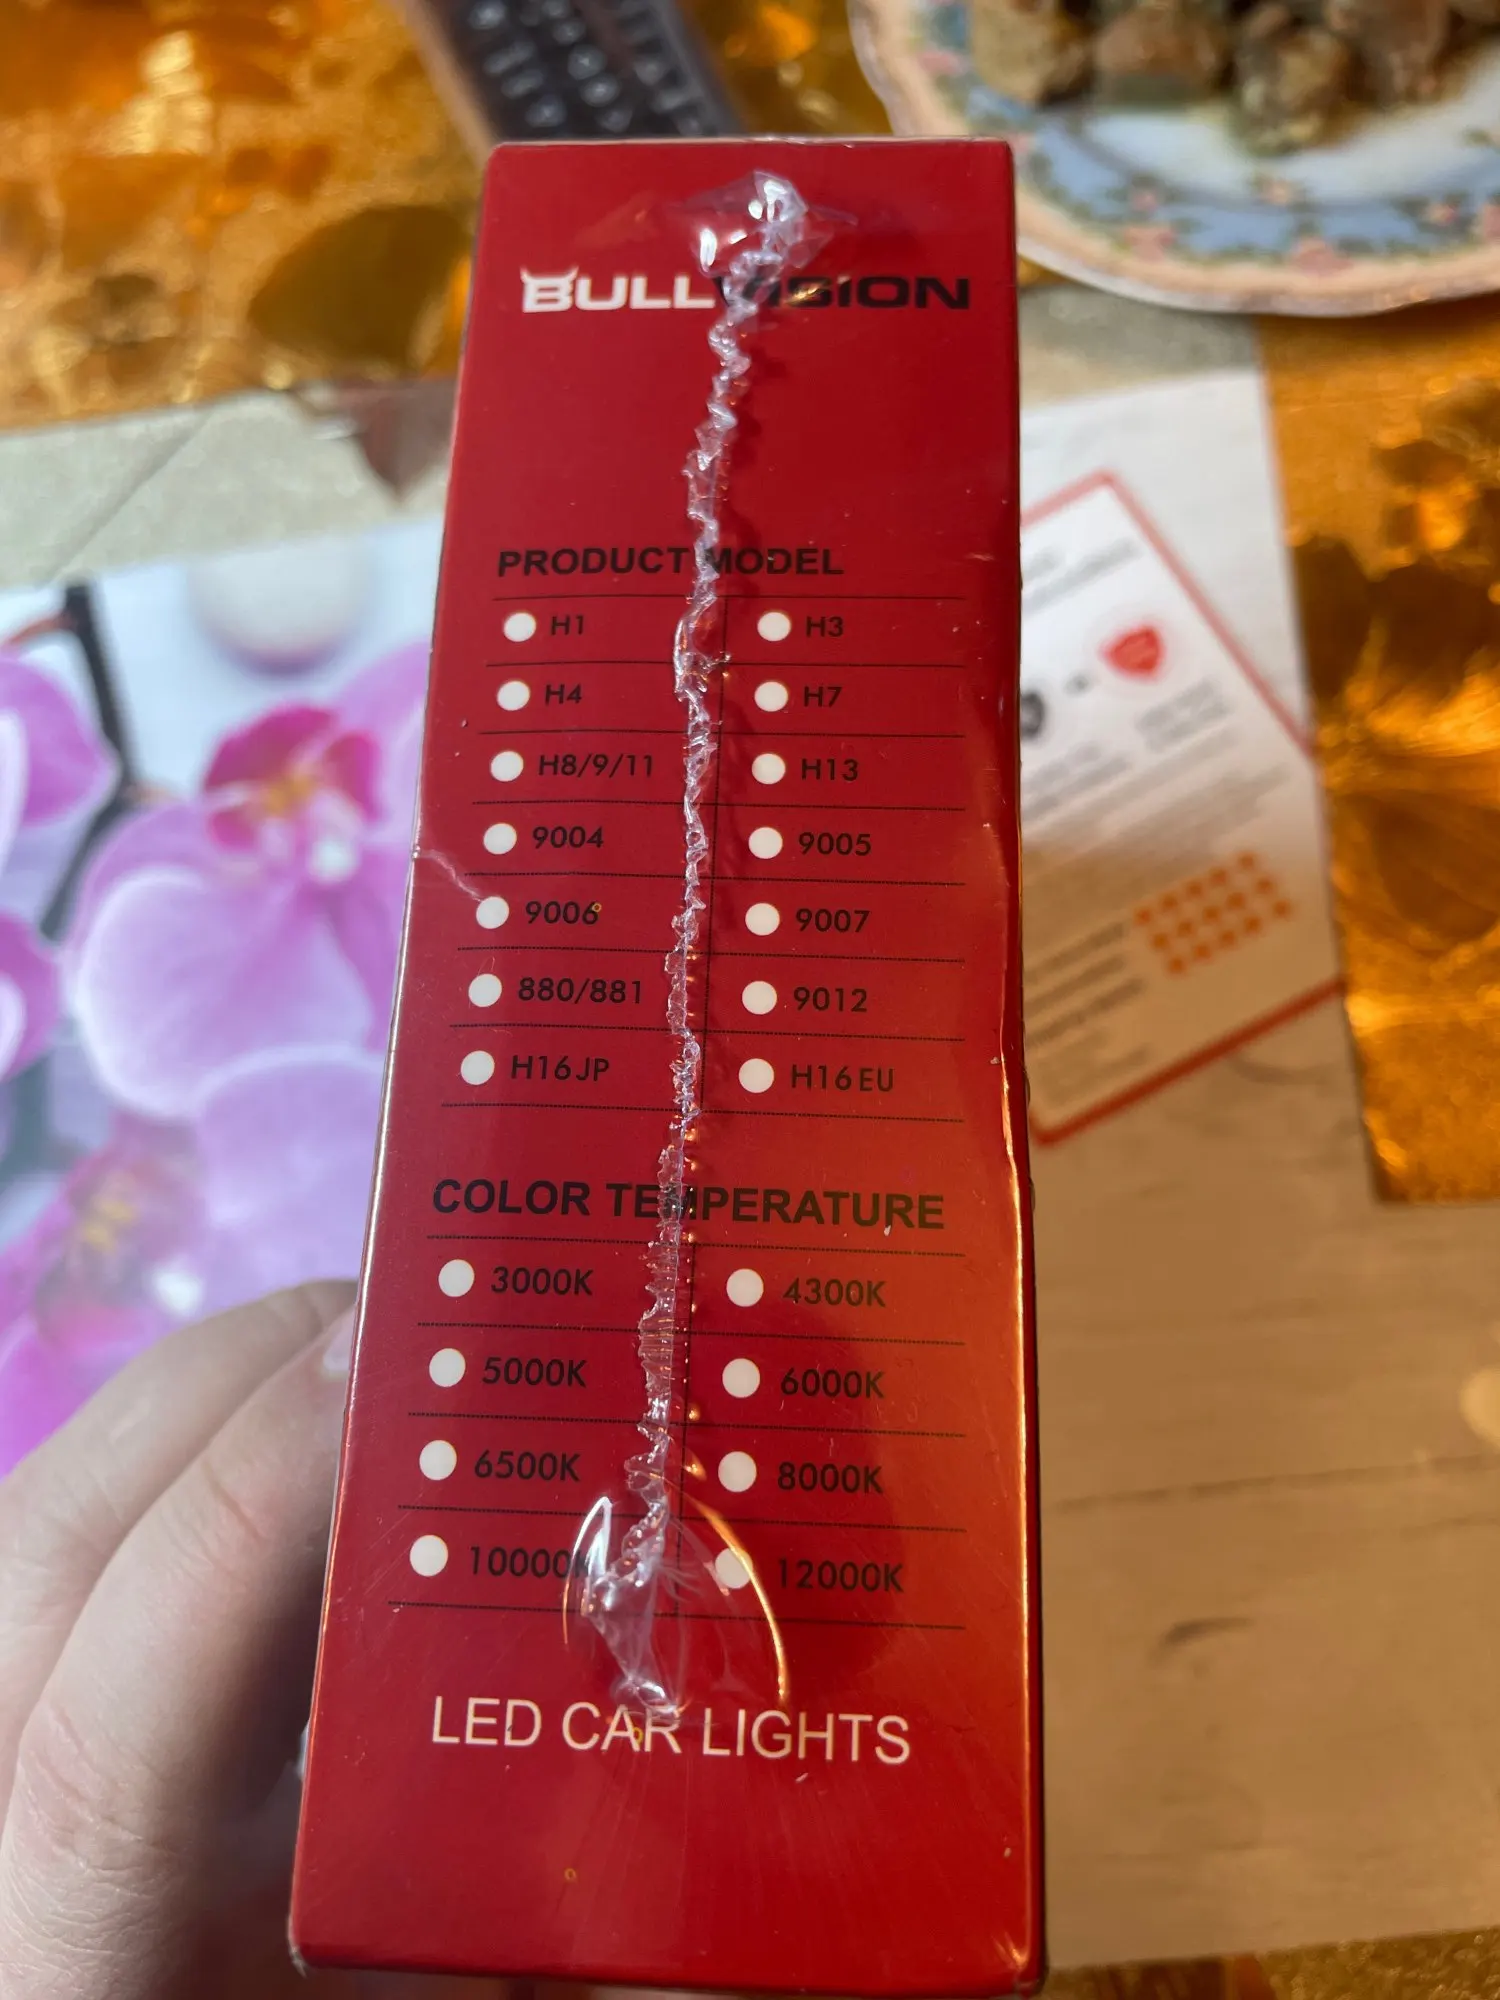 BULLVISION
PRODUCT MODEL
H1 H3
H4 H7
H8/9/11 H13
9004 9005
9006 9007
880/881 9012
H16JP H16EU
COLOR TEMPERATURE
3000K 4300K
5000K 6000K
6500K 8000K
10000K 12000K
LED CAR LIGHTS